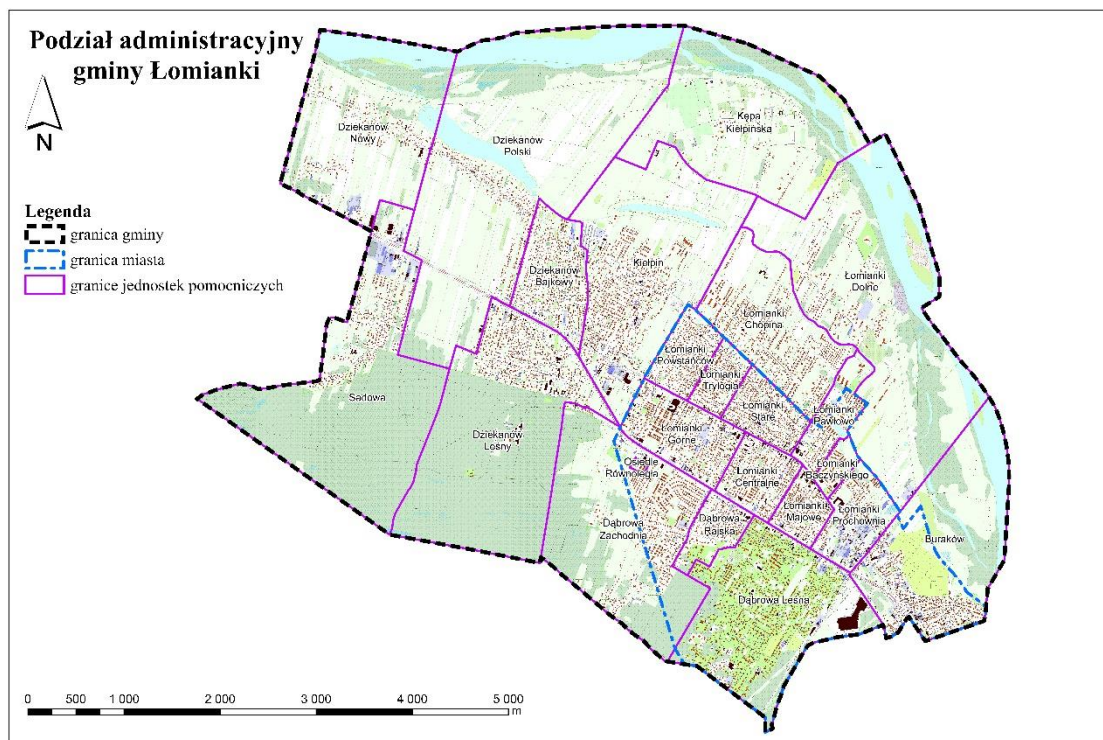 Podział administracyjny
gminy Łomianki
N
Legenda
granica gminy
granica miasta
granice jednostek pomocniczych
Dziekanów
Nowy
Dziekanów
Polski
Kępa
Kiełpińska
Dziekanów
Bajkowy
Kiełpin
Łomianki
Dolne
Łomianki
Chopina
Łomianki
Powstańców
Łomianki
Trylogia
Łomianki
Stare
Łomianki
Pawłowo
Sadowa
Dziekanów
Leśny
Łomianki
Górne
Osiedle
Równoległa
Łomianki
Centralne
Łomianki
Baczyńskiego
Łomianki
Majowe
Łomianki
Prochownia
Dąbrowa
Zachodnia
Dąbrowa
Rajska
Buraków
Dąbrowa Leśna
0 500 1 000 2 000 3 000 4 000 5 000
m